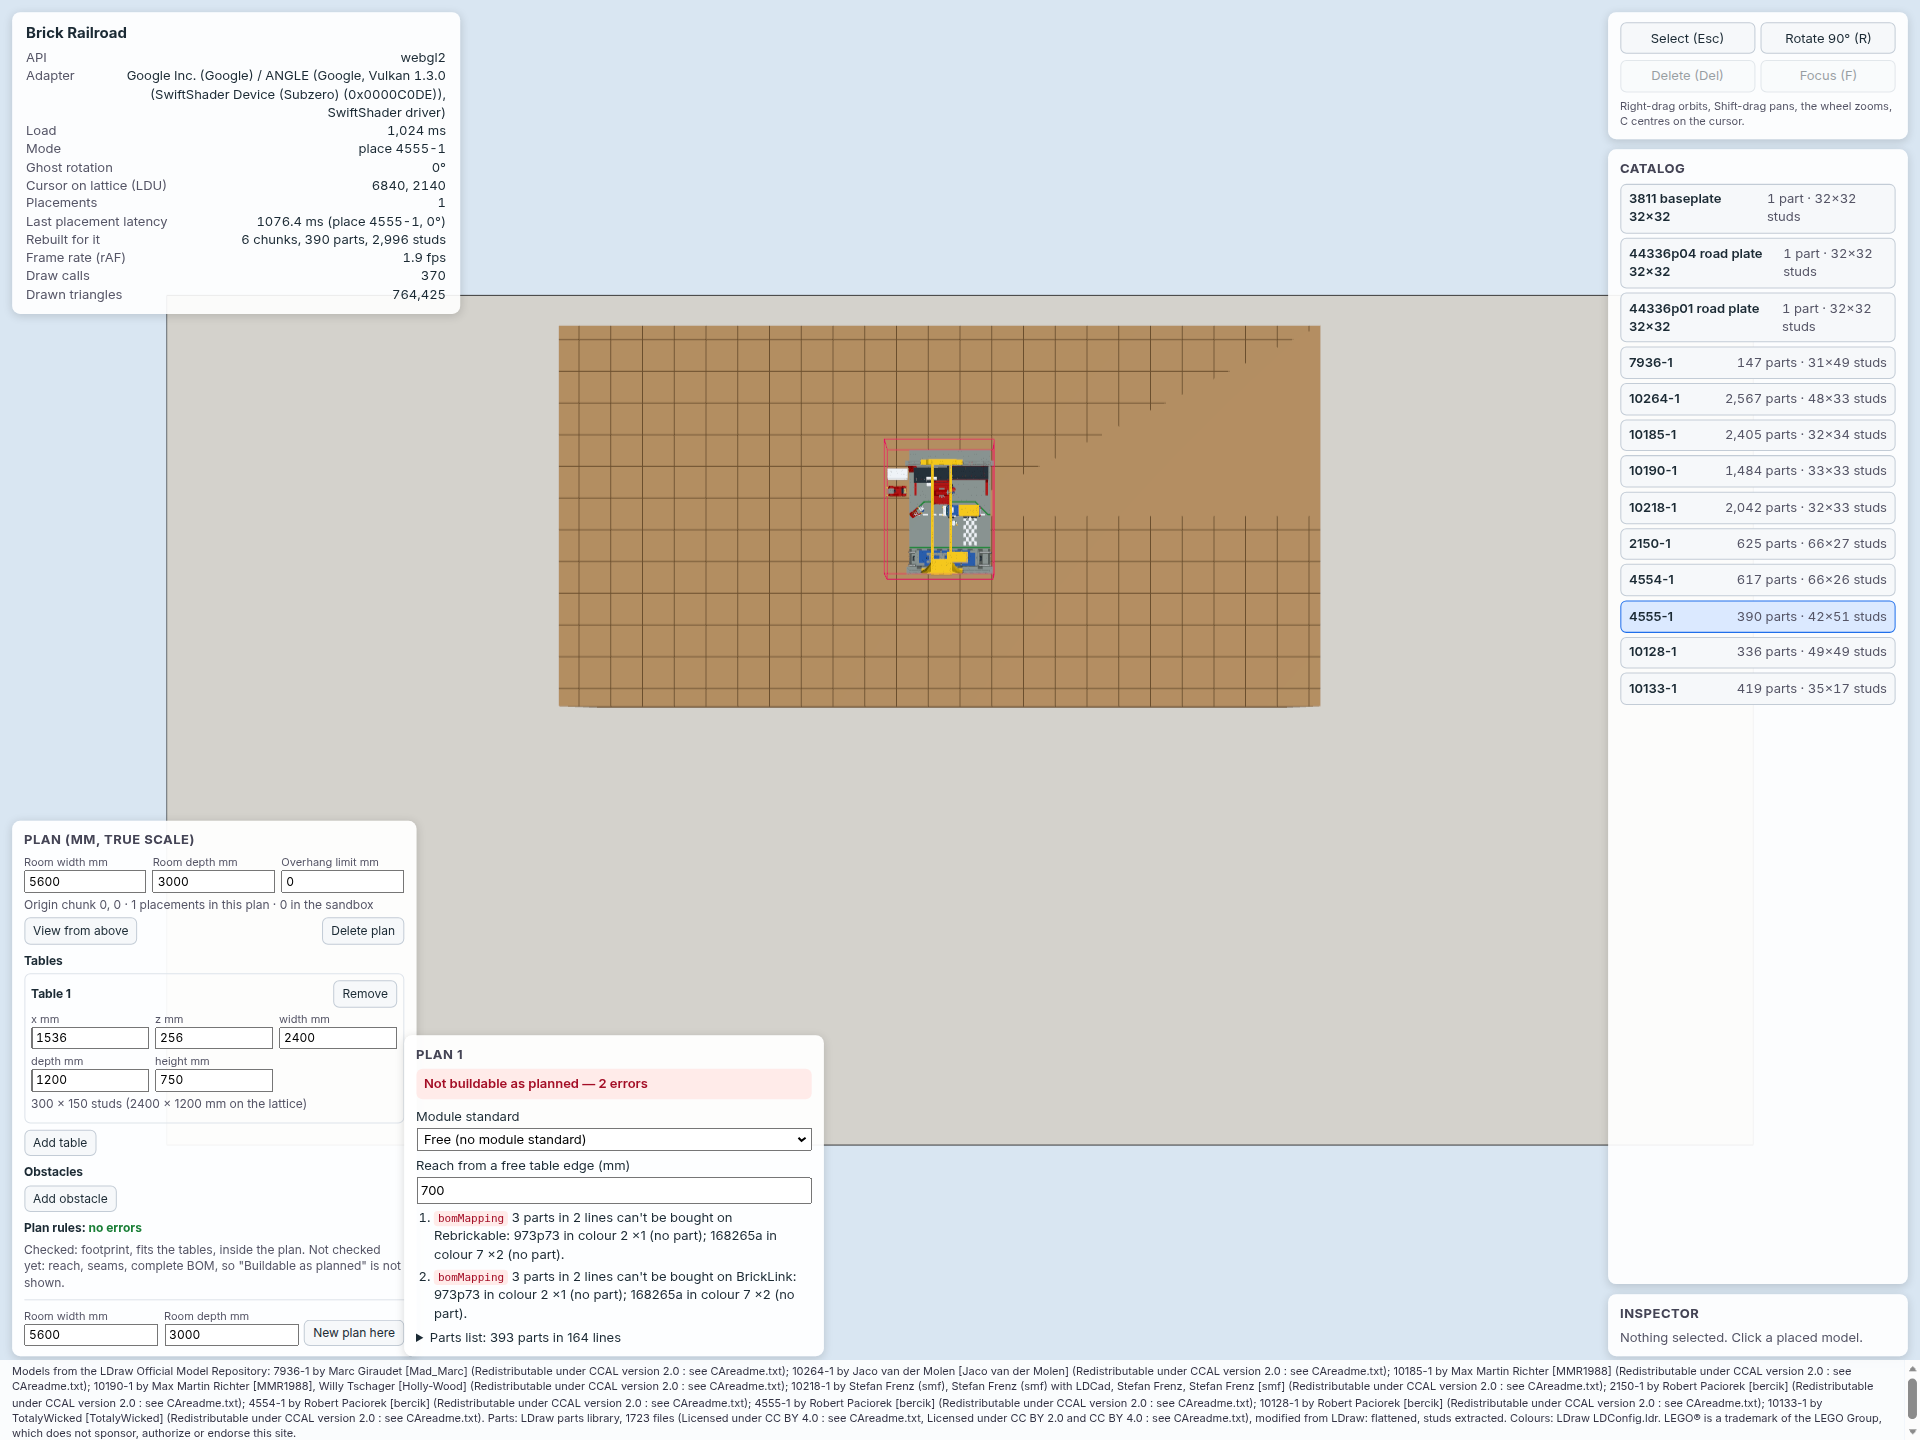 Brick Railroad
API webgl2
Adapter Google Inc. (Google) / ANGLE (Google, Vulkan 1.3.0
(SwiftShader Device (Subzero) (0x0000C0DE)),
SwiftShader driver)
Load 1,024 ms
Mode place 4555-1
Ghost rotation 0°
Cursor on lattice (LDU) 6840, 2140
Placements 1
Last placement latency 1076.4 ms (place 4555-1, 0°)
Rebuilt for it 6 chunks, 390 parts, 2,996 studs
Frame rate (rAF) 1.9 fps
Draw calls 370
Drawn triangles 764,425
Select (Esc) Rotate 90° (R)
Delete (Del) Focus (F)
Right-drag orbits, Shift-drag pans, the wheel zooms,
C centres on the cursor.
CATALOG
3811 baseplate 1 part · 32×32
32×32 studs
44336p04 road plate 1 part · 32×32
32×32 studs
44336p01 road plate 1 part · 32×32
32×32 studs
7936-1 147 parts · 31×49 studs
10264-1 2,567 parts · 48×33 studs
10185-1 2,405 parts · 32×34 studs
10190-1 1,484 parts · 33×33 studs
10218-1 2,042 parts · 32×33 studs
2150-1 625 parts · 66×27 studs
4554-1 617 parts · 66×26 studs
4555-1 390 parts · 42×51 studs
10128-1 336 parts · 49×49 studs
10133-1 419 parts · 35×17 studs
PLAN (MM, TRUE SCALE)
Room width mm Room depth mm Overhang limit mm
5600 3000 0
Origin chunk 0, 0 · 1 placements in this plan · 0 in the sandbox
View from above Delete plan
Tables
Table 1 Remove
x mm z mm width mm
1536 256 2400
depth mm height mm
1200 750
300 × 150 studs (2400 × 1200 mm on the lattice)
Add table
Obstacles
Add obstacle
Plan rules: no errors
Checked: footprint, fits the tables, inside the plan. Not checked
yet: reach, seams, complete BOM, so "Buildable as planned" is not
shown.
Room width mm Room depth mm
5600 3000 New plan here
PLAN 1
Not buildable as planned — 2 errors
Module standard
Free (no module standard)
Reach from a free table edge (mm)
700
1. bomMapping 3 parts in 2 lines can't be bought on
Rebrickable: 973p73 in colour 2 ×1 (no part); 168265a in
colour 7 ×2 (no part).
2. bomMapping 3 parts in 2 lines can't be bought on BrickLink:
973p73 in colour 2 ×1 (no part); 168265a in colour 7 ×2 (no
part).
Parts list: 393 parts in 164 lines
INSPECTOR
Nothing selected. Click a placed model.
Models from the LDraw Official Model Repository: 7936-1 by Marc Giraudet [Mad_Marc] (Redistributable under CCAL version 2.0 : see CAreadme.txt); 10264-1 by Jaco van der Molen [Jaco van der Molen] (Redistributable under CCAL version 2.0 : see CAreadme.txt); 10185-1 by Max Martin Richter [MMR1988] (Redistributable under CCAL version 2.0 : see
CAreadme.txt); 10190-1 by Max Martin Richter [MMR1988], Willy Tschager [Holly-Wood] (Redistributable under CCAL version 2.0 : see CAreadme.txt); 10218-1 by Stefan Frenz (smf), Stefan Frenz (smf) with LDCad, Stefan Frenz, Stefan Frenz [smf] (Redistributable under CCAL version 2.0 : see CAreadme.txt); 2150-1 by Robert Paciorek [bercik] (Redistributable
under CCAL version 2.0 : see CAreadme.txt); 4554-1 by Robert Paciorek [bercik] (Redistributable under CCAL version 2.0 : see CAreadme.txt); 4555-1 by Robert Paciorek [bercik] (Redistributable under CCAL version 2.0 : see CAreadme.txt); 10128-1 by Robert Paciorek [bercik] (Redistributable under CCAL version 2.0 : see CAreadme.txt); 10133-1 by
TotalyWicked [TotalyWicked] (Redistributable under CCAL version 2.0 : see CAreadme.txt). Parts: LDraw parts library, 1723 files (Licensed under CC BY 4.0 : see CAreadme.txt, Licensed under CC BY 2.0 and CC BY 4.0 : see CAreadme.txt), modified from LDraw: flattened, studs extracted. Colours: LDraw LDConfig.ldr. LEGO® is a trademark of the LEGO Group,
which does not sponsor, authorize or endorse this site.